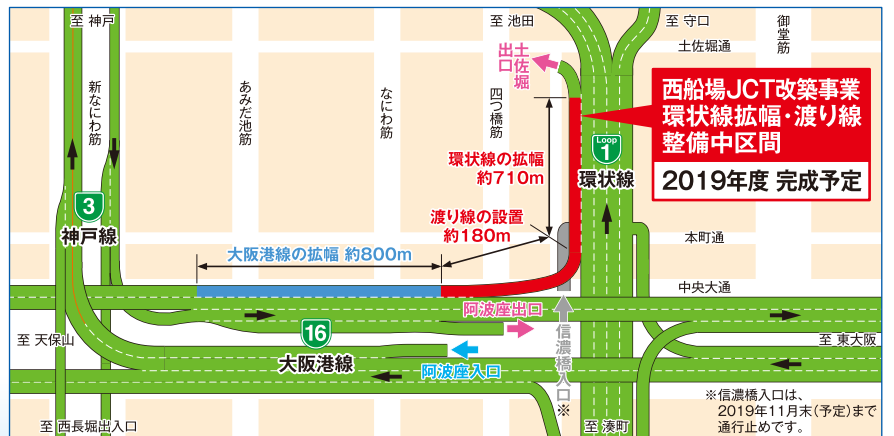 至 神戸
至 池田
至 守口
御堂筋
土佐堀通
土佐堀
出口
新なにわ筋
あみだ池筋
なにわ筋
四つ橋筋
西船場JCT改築事業
環状線拡幅・渡り線
整備中区間
2019年度 完成予定
環状線の拡幅
約710m
Loop
1
環状線
3
神戸線
渡り線の設置
約180m
本町通
大阪港線の拡幅 約800m
中央大通
阿波座出口
16
大阪港線
至 天保山
至 東大阪
阿波座入口
信濃橋入口※
※信濃橋入口は、
2019年11月末(予定)まで
通行止めです。
至 西長堀出入口
至 湊町